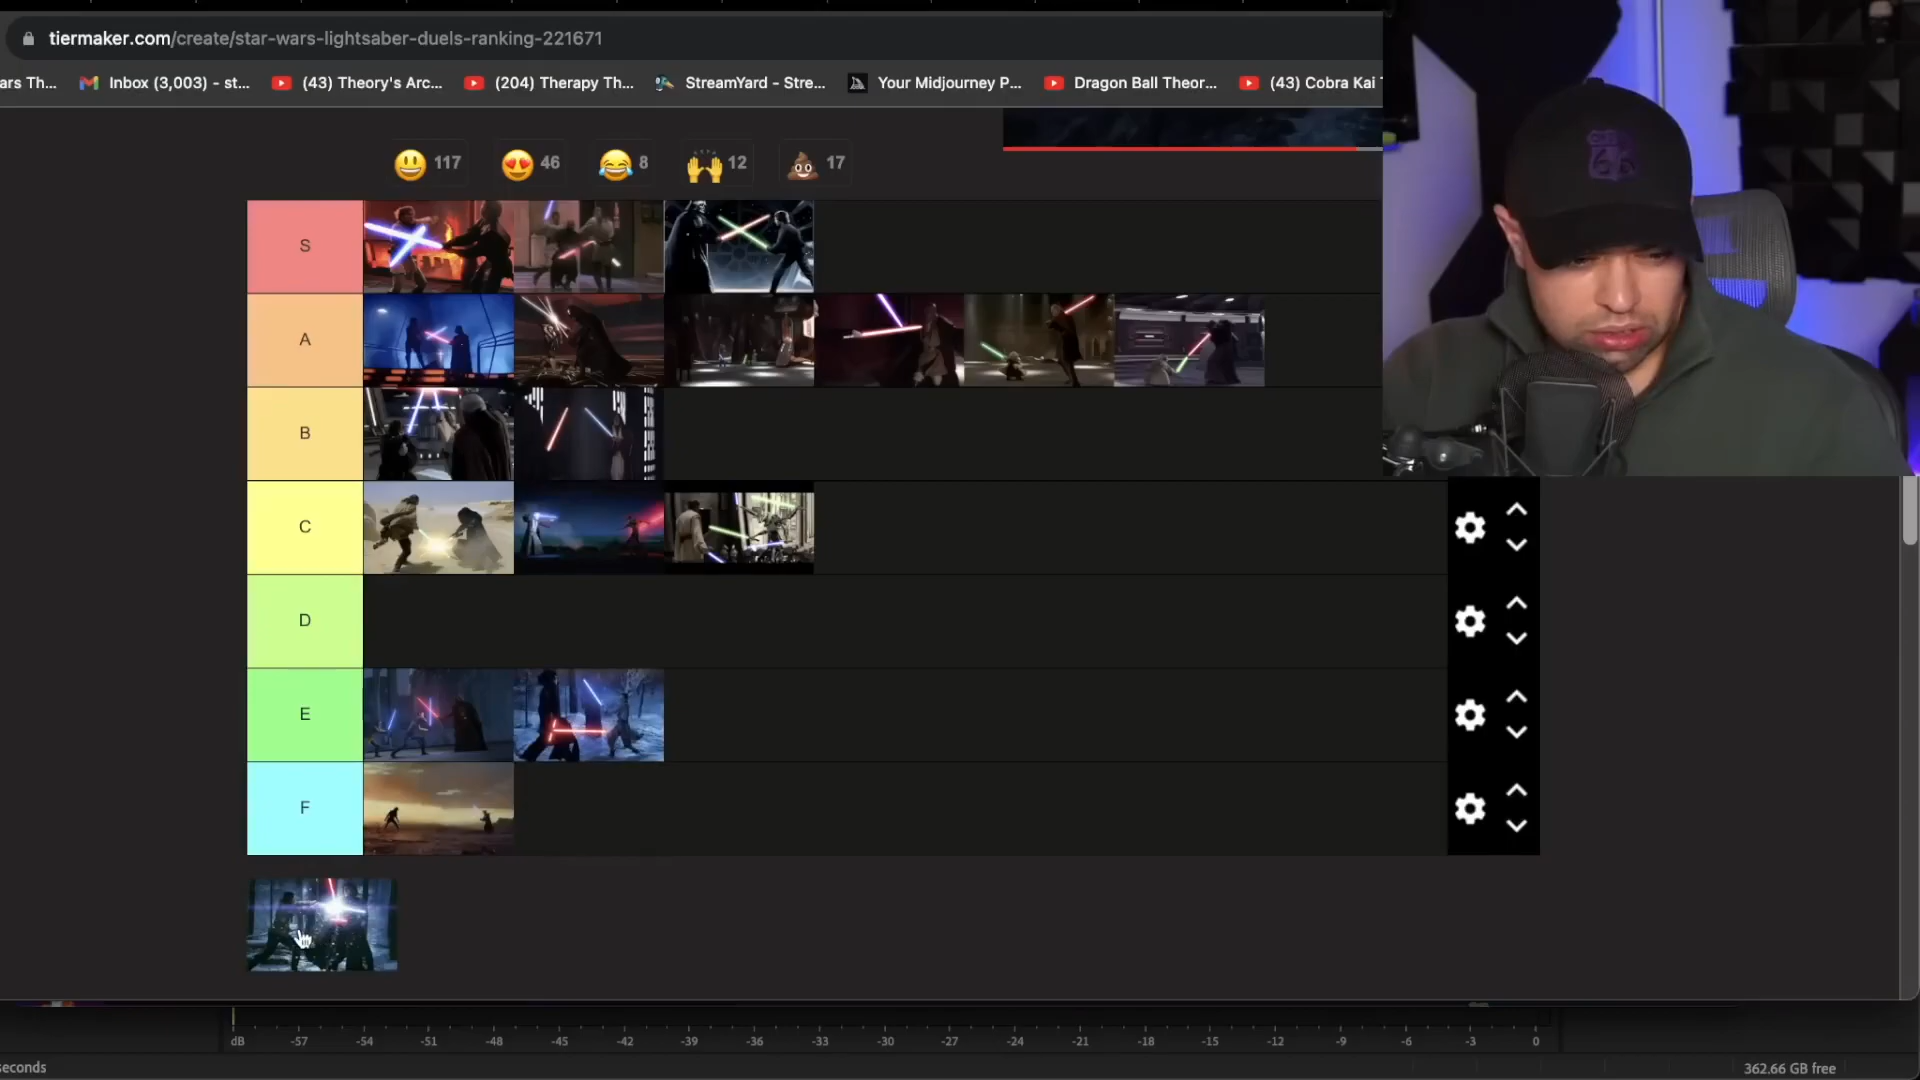 tiermaker.com/create/star-wars-lightsaber-duels-ranking-221671
ars Th... Inbox (3,003) - st... (43) Theory's Arc... (204) Therapy Th... StreamYard - Stre... Your Midjourney P... Dragon Ball Theor... (43) Cobra Kai
117 46 8 12 17
S
A
B
C
D
E
F
dB -57 -54 -51 -48 -45 -42 -39 -36 -33 -30 -27 -24 -21 -18 -15 -12 -9 -6 -3 0
seconds 362.66 GB free